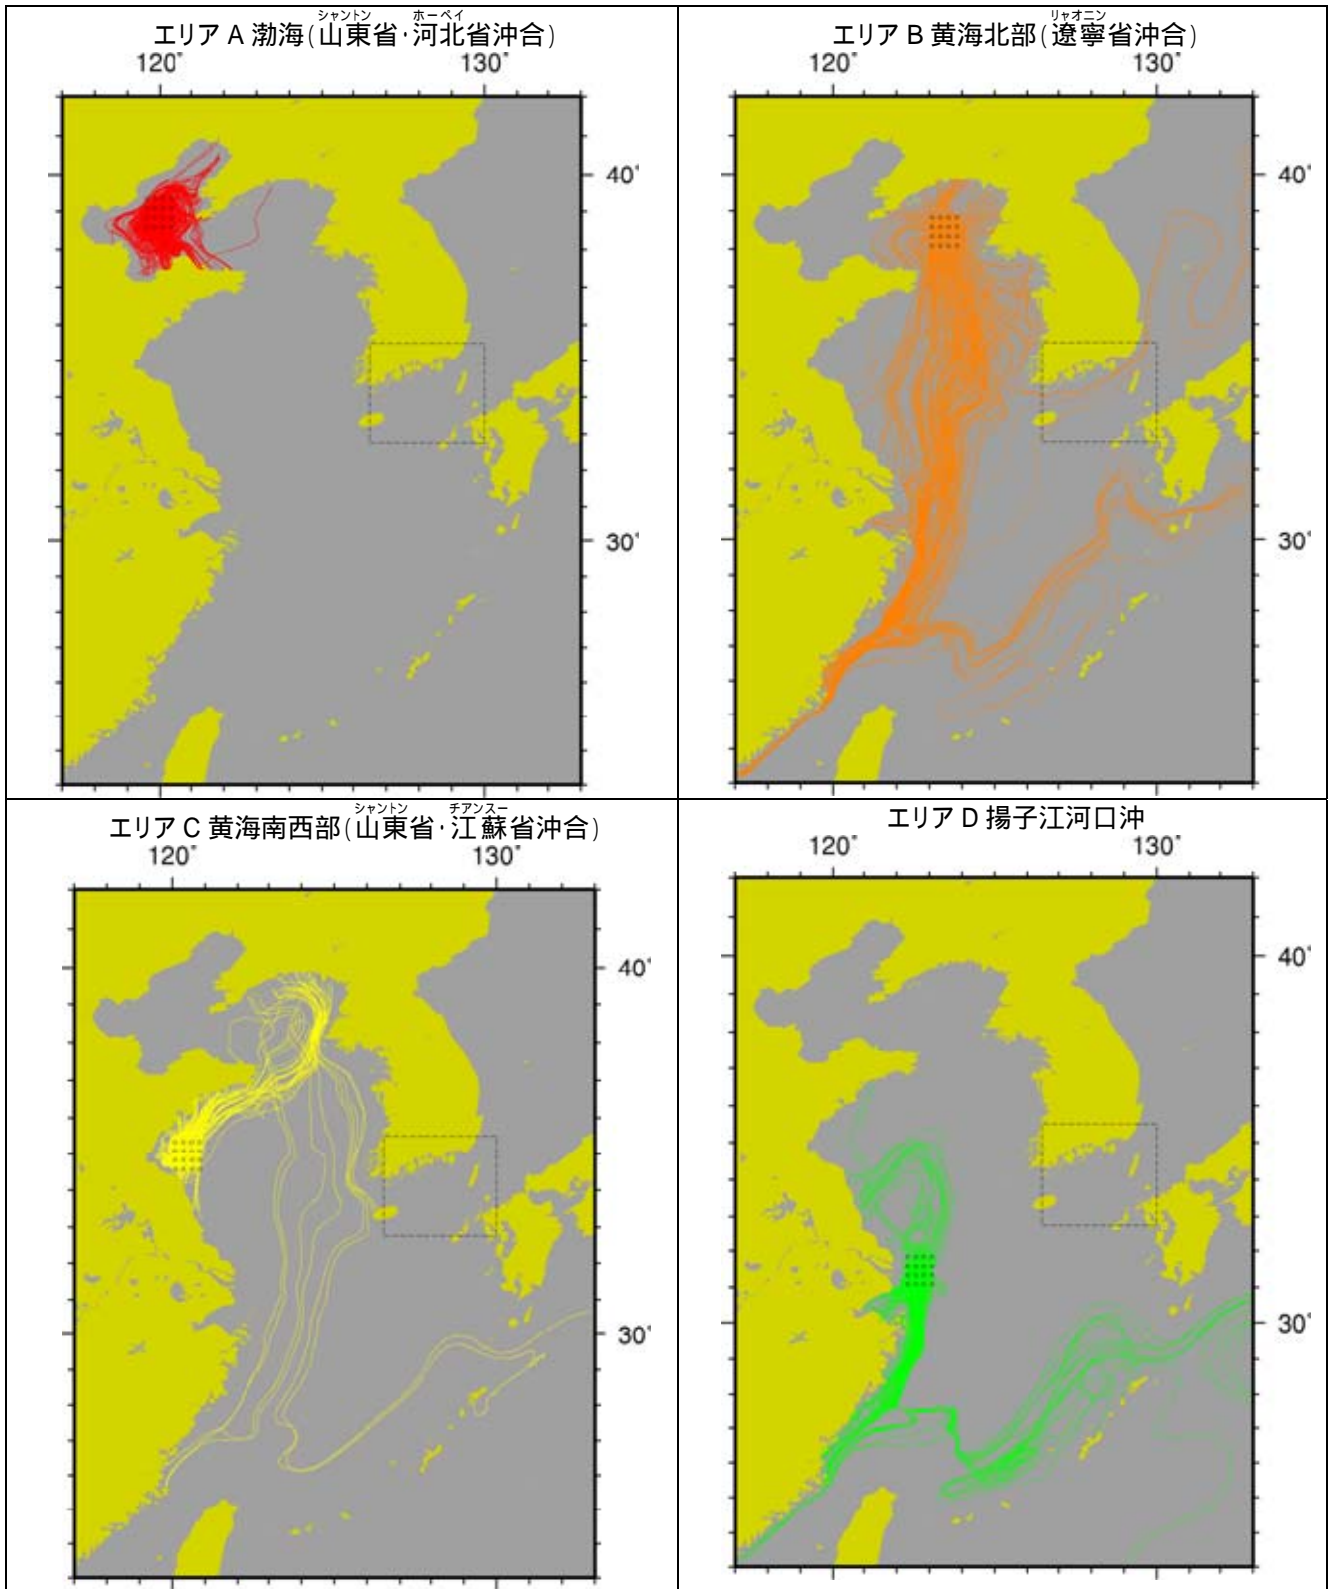 シャントン ホーペイ
エリア A 渤海(山東省・河北省沖合)
120° 130°
40°
30°
リャオニン
エリア B 黄海北部(遼寧省沖合)
120° 130°
40°
30°
シャントン チアンスー
エリア C 黄海南西部(山東省・江蘇省沖合)
120° 130°
40°
30°
エリア D 揚子江河口沖
120° 130°
40°
30°